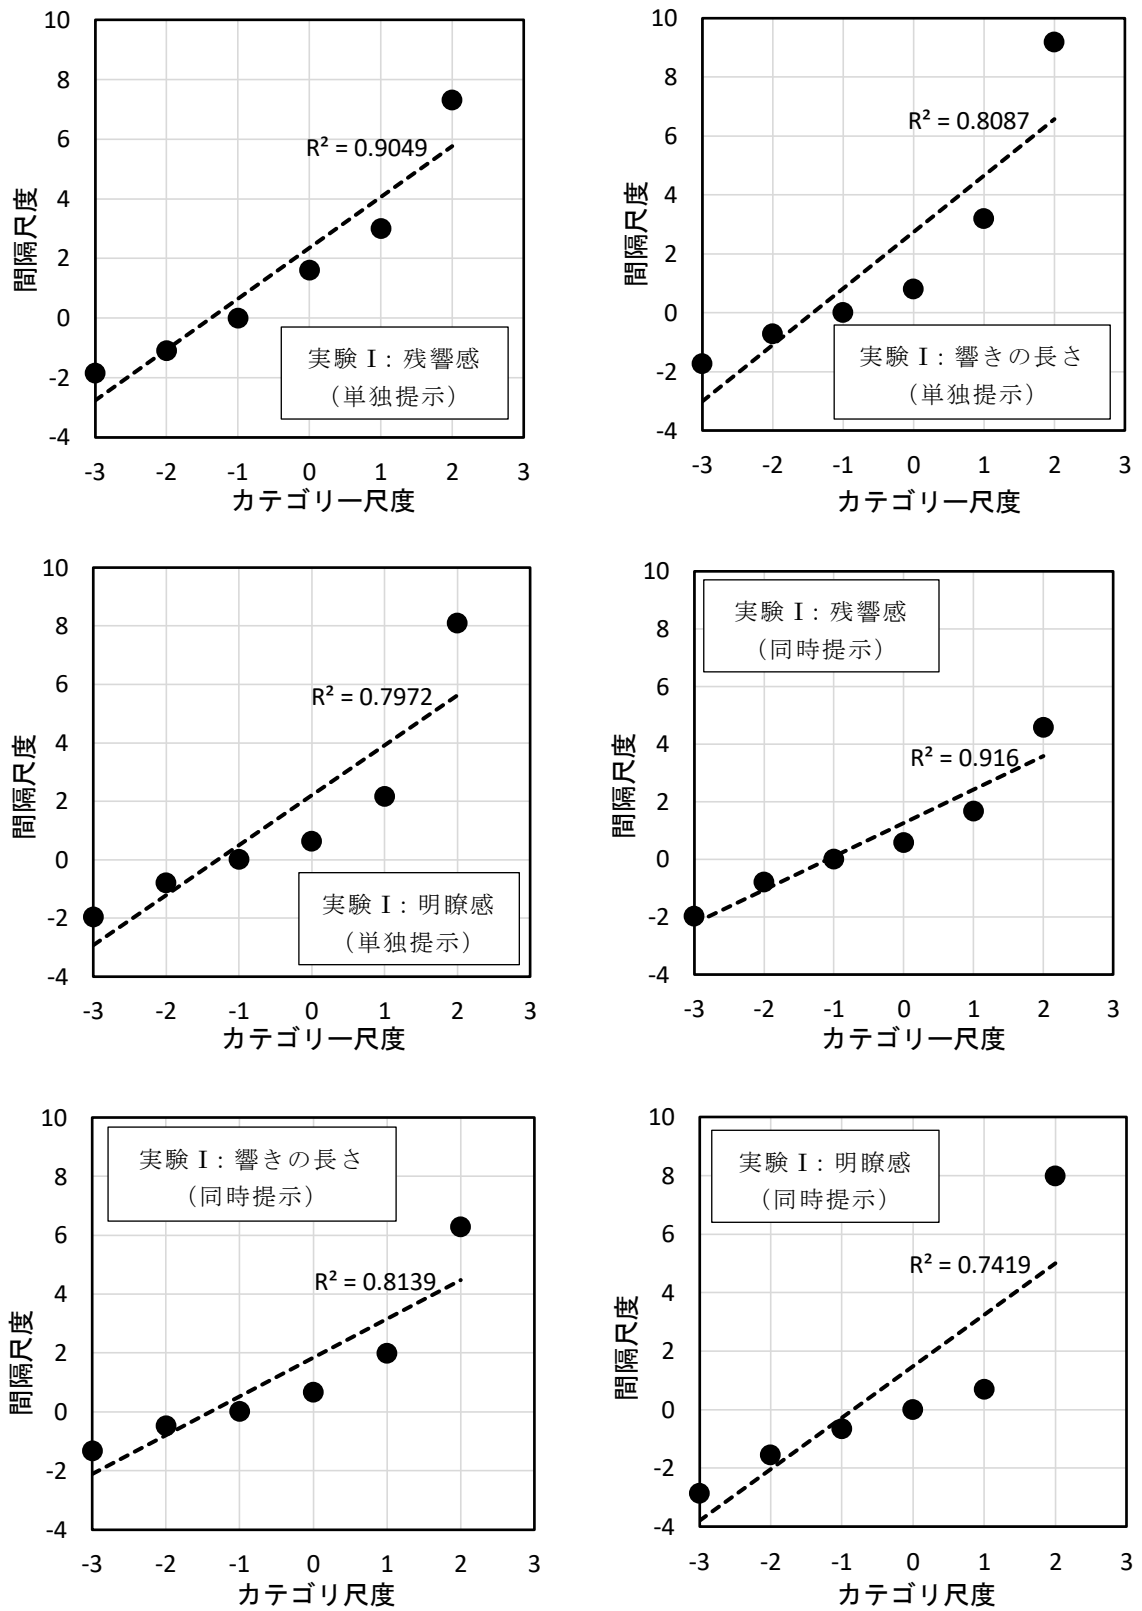 10
8
6
4
2
0
-2
-4
間隔尺度
R² = 0.9049
実験 I：残響感
（単独提示）
-3 -2 -1 0 1 2 3
カテゴリー尺度
10
8
6
4
2
0
-2
-4
間隔尺度
R² = 0.8087
実験 I：響きの長さ
（単独提示）
-3 -2 -1 0 1 2 3
カテゴリー尺度
10
8
6
4
2
0
-2
-4
間隔尺度
R² = 0.7972
実験 I：明瞭感
（単独提示）
-3 -2 -1 0 1 2 3
カテゴリー尺度
10
8
6
4
2
0
-2
-4
間隔尺度
実験 I：残響感
（同時提示）
R² = 0.916
-3 -2 -1 0 1 2 3
カテゴリー尺度
10
8
6
4
2
0
-2
-4
間隔尺度
実験 I：響きの長さ
（同時提示）
R² = 0.8139
-3 -2 -1 0 1 2 3
カテゴリ尺度
10
8
6
4
2
0
-2
-4
間隔尺度
実験 I：明瞭感
（同時提示）
R² = 0.7419
-3 -2 -1 0 1 2 3
カテゴリ尺度